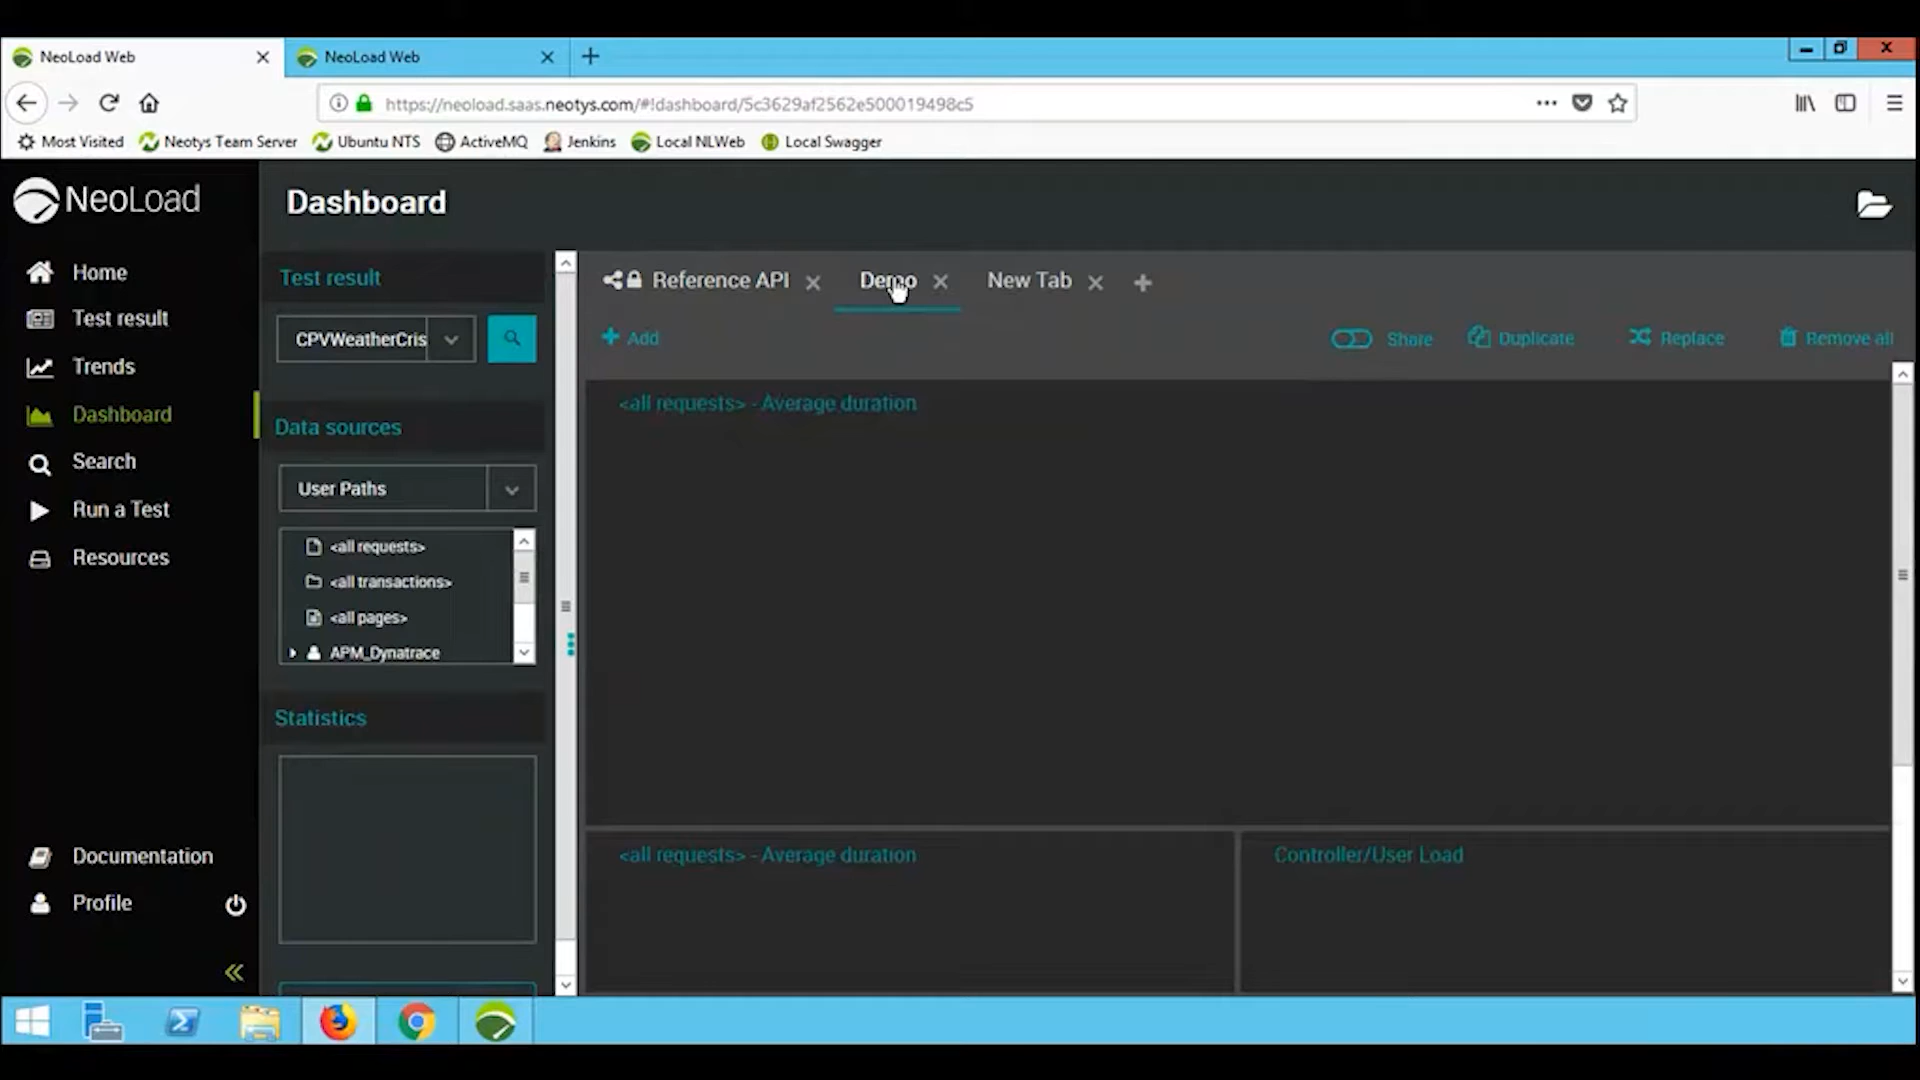 NeoLoad Web
NeoLoad Web
https://neoload.saas.neotys.com/#!dashboard/5c3629af2562e500019498c5
Most Visited Neotys Team Server Ubuntu NTS ActiveMQ Jenkins Local NLWeb Local Swagger
NeoLoad
Home
Test result
Trends
Dashboard
Search
Run a Test
Resources
Documentation
Profile
Dashboard
Test result
CPVWeatherCris
Data sources
User Paths
<all requests>
<all transactions>
<all pages>
APM_Dynatrace
Statistics
Reference API
Demo
New Tab
Add
Share Duplicate Replace Remove all
<all requests> - Average duration
<all requests> - Average duration
Controller/User Load